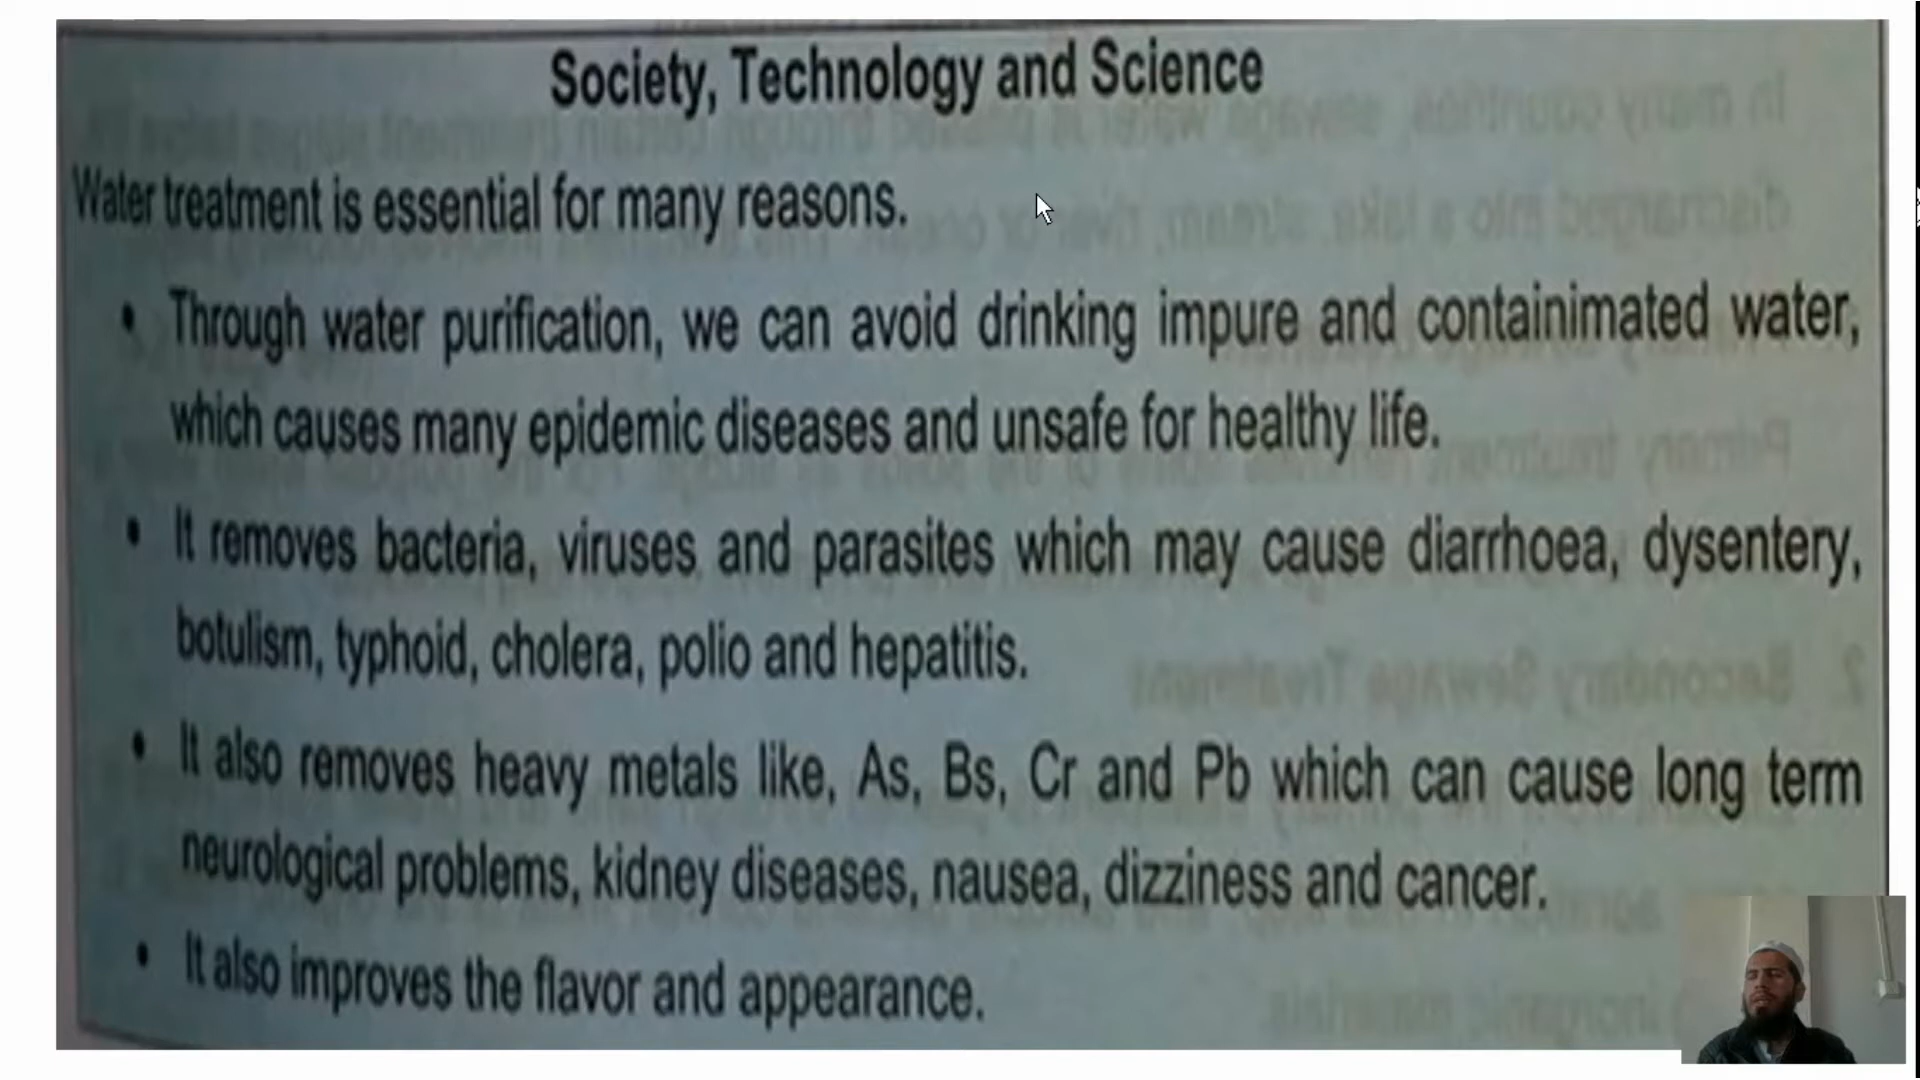 Society, Technology and Science
Water treatment is essential for many reasons.
• Through water purification, we can avoid drinking impure and containimated water,
which causes many epidemic diseases and unsafe for healthy life.
• It removes bacteria, viruses and parasites which may cause diarrhoea, dysentery,
botulism, typhoid, cholera, polio and hepatitis.
• It also removes heavy metals like, As, Bs, Cr and Pb which can cause long term
neurological problems, kidney diseases, nausea, dizziness and cancer.
• It also improves the flavor and appearance.